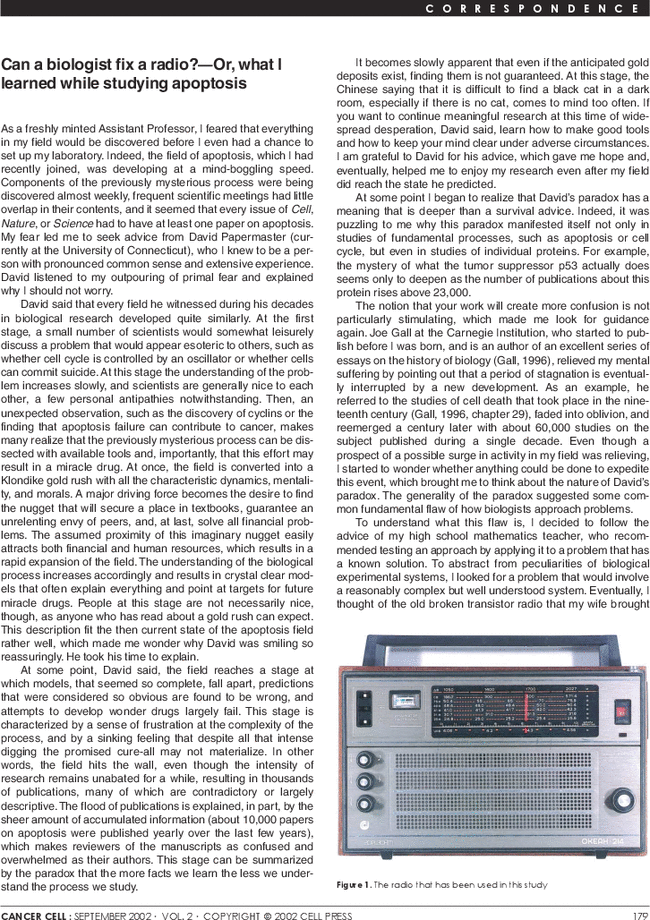 CORRESPONDENCE
Can a biologist fix a radio?—Or, what I
learned while studying apoptosis
As a freshly minted Assistant Professor, I feared that everything
in my field would be discovered before I even had a chance to
set up my laboratory. Indeed, the field of apoptosis, which I had
recently joined, was developing at a mind-boggling speed.
Components of the previously mysterious process were being
discovered almost weekly, frequent scientific meetings had little
overlap in their contents, and it seemed that every issue of Cell,
Nature, or Science had to have at least one paper on apoptosis.
My fear led me to seek advice from David Papermaster (cur-
rently at the University of Connecticut), who I knew to be a per-
son with pronounced common sense and extensive experience.
David listened to my outpouring of primal fear and explained
why I should not worry.
David said that every field he witnessed during his decades
in biological research developed quite similarly. At the first
stage, a small number of scientists would somewhat leisurely
discuss a problem that would appear esoteric to others, such as
whether cell cycle is controlled by an oscillator or whether cells
can commit suicide. At this stage the understanding of the prob-
lem increases slowly, and scientists are generally nice to each
other, a few personal antipathies notwithstanding. Then, an
unexpected observation, such as the discovery of cyclins or the
finding that apoptosis failure can contribute to cancer, makes
many realize that the previously mysterious process can be dis-
sected with available tools and, importantly, that this effort may
result in a miracle drug. At once, the field is converted into a
Klondike gold rush with all the characteristic dynamics, mentali-
ty, and morals. A major driving force becomes the desire to find
the nugget that will secure a place in textbooks, guarantee an
unrelenting envy of peers, and, at last, solve all financial prob-
lems. The assumed proximity of this imaginary nugget easily
attracts both financial and human resources, which results in a
rapid expansion of the field. The understanding of the biological
process increases accordingly and results in crystal clear mod-
els that often explain everything and point at targets for future
miracle drugs. People at this stage are not necessarily nice,
though, as anyone who has read about a gold rush can expect.
This description fit the then current state of the apoptosis field
rather well, which made me wonder why David was smiling so
reassuringly. He took his time to explain.
At some point, David said, the field reaches a stage at
which models, that seemed so complete, fall apart, predictions
that were considered so obvious are found to be wrong, and
attempts to develop wonder drugs largely fail. This stage is
characterized by a sense of frustration at the complexity of the
process, and by a sinking feeling that despite all that intense
digging the promised cure-all may not materialize. In other
words, the field hits the wall, even though the intensity of
research remains unabated for a while, resulting in thousands
of publications, many of which are contradictory or largely
descriptive. The flood of publications is explained, in part, by the
sheer amount of accumulated information (about 10,000 papers
on apoptosis were published yearly over the last few years),
which makes reviewers of the manuscripts as confused and
overwhelmed as their authors. This stage can be summarized
by the paradox that the more facts we learn the less we under-
stand the process we study.
It becomes slowly apparent that even if the anticipated gold
deposits exist, finding them is not guaranteed. At this stage, the
Chinese saying that it is difficult to find a black cat in a dark
room, especially if there is no cat, comes to mind too often. If
you want to continue meaningful research at this time of wide-
spread desperation, David said, learn how to make good tools
and how to keep your mind clear under adverse circumstances.
I am grateful to David for his advice, which gave me hope and,
eventually, helped me to enjoy my research even after my field
did reach the state he predicted.
At some point I began to realize that David's paradox has a
meaning that is deeper than a survival advice. Indeed, it was
puzzling to me why this paradox manifested itself not only in
studies of fundamental processes, such as apoptosis or cell
cycle, but even in studies of individual proteins. For example,
the mystery of what the tumor suppressor p53 actually does
seems only to deepen as the number of publications about this
protein rises above 23,000.
The notion that your work will create more confusion is not
particularly stimulating, which made me look for guidance
again. Joe Gall at the Carnegie Institution, who started to pub-
lish before I was born, and is an author of an excellent series of
essays on the history of biology (Gall, 1996), relieved my mental
suffering by pointing out that a period of stagnation is eventual-
ly interrupted by a new development. As an example, he
referred to the studies of cell death that took place in the nine-
teenth century (Gall, 1996, chapter 29), faded into oblivion, and
reemerged a century later with about 60,000 studies on the
subject published during a single decade. Even though a
prospect of a possible surge in activity in my field was relieving,
I started to wonder whether anything could be done to expedite
this event, which brought me to think about the nature of David's
paradox. The generality of the paradox suggested some com-
mon fundamental flaw of how biologists approach problems.
To understand what this flaw is, I decided to follow the
advice of my high school mathematics teacher, who recom-
mended testing an approach by applying it to a problem that has
a known solution. To abstract from peculiarities of biological
experimental systems, I looked for a problem that would involve
a reasonably complex but well understood system. Eventually, I
thought of the old broken transistor radio that my wife brought
Figure 1. The radio that has been used in this study
CANCER CELL : SEPTEMBER 2002 · VOL. 2 · COPYRIGHT © 2002 CELL PRESS
179